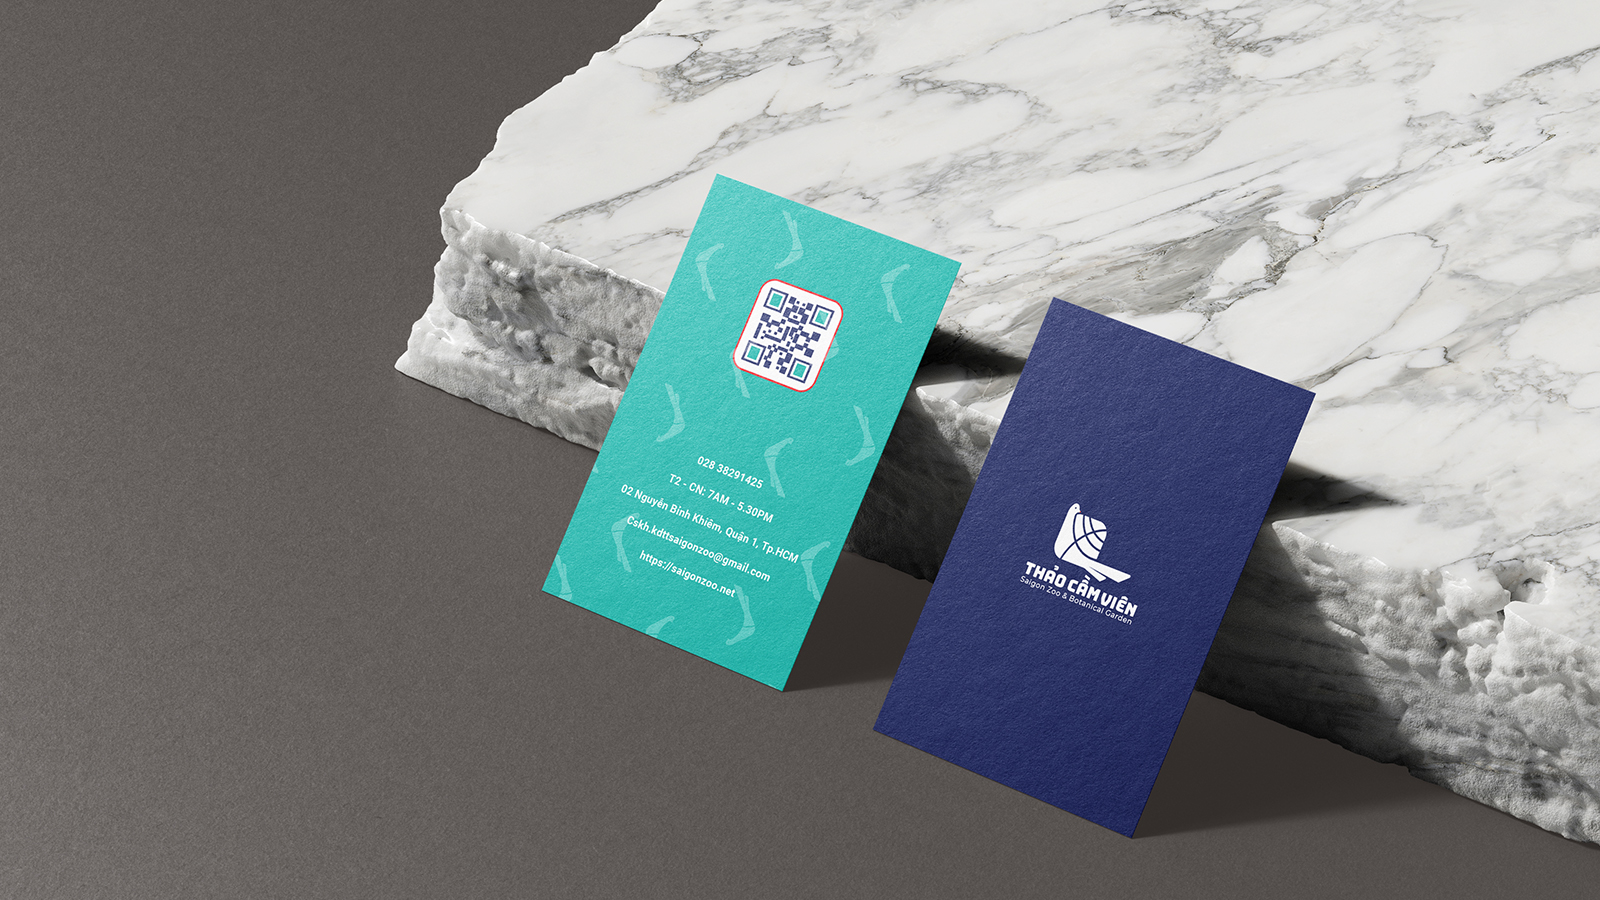 028 38291425
T2 - CN: 7AM - 5.30PM
02 Nguyễn Bỉnh Khiêm, Quận 1, Tp.HCM
Cskh.kdttsaigonzoo@gmail.com
https://saigonzoo.net
THẢO CẦM VIÊN
Saigon Zoo & Botanical Garden